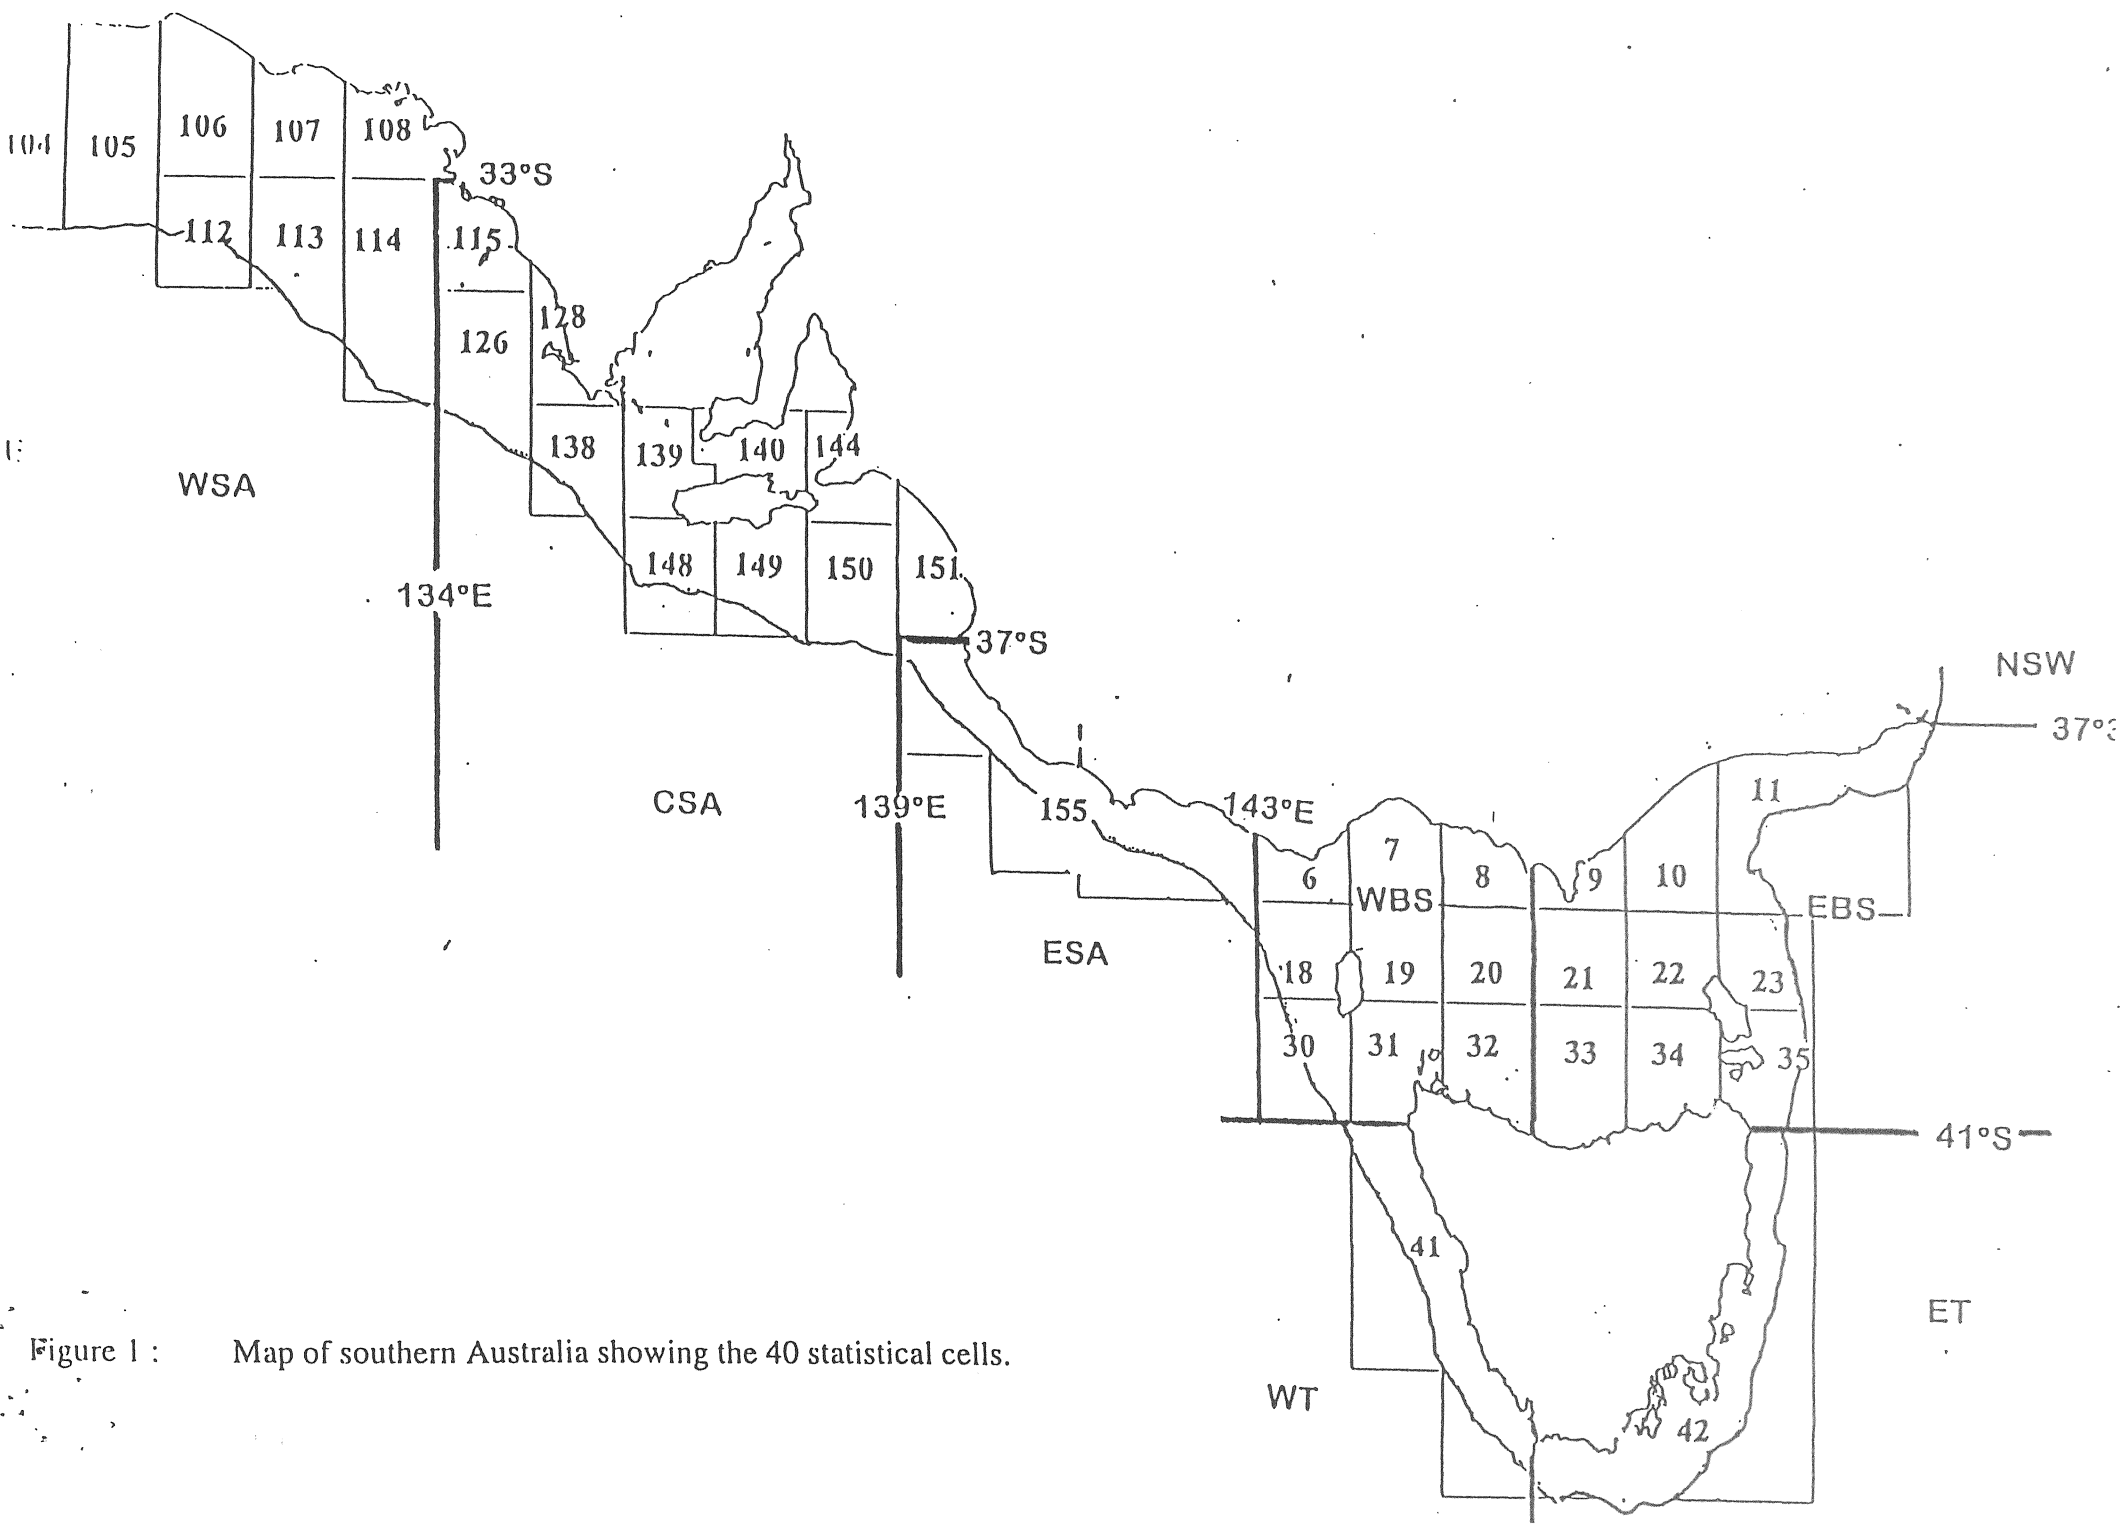 104 105 106 107 108
33°S
112 113 114 115
128
126
138 139 140 144
WSA
148 149 150 151
134°E
37°S
NSW
CSA 139°E 155 143°E
11
7
6 8 9 10
WBS EBS
ESA
18 19 20 21 22 23
30 31 32 33 34 35
41°S
41
ET
Figure 1 : Map of southern Australia showing the 40 statistical cells.
WT
42